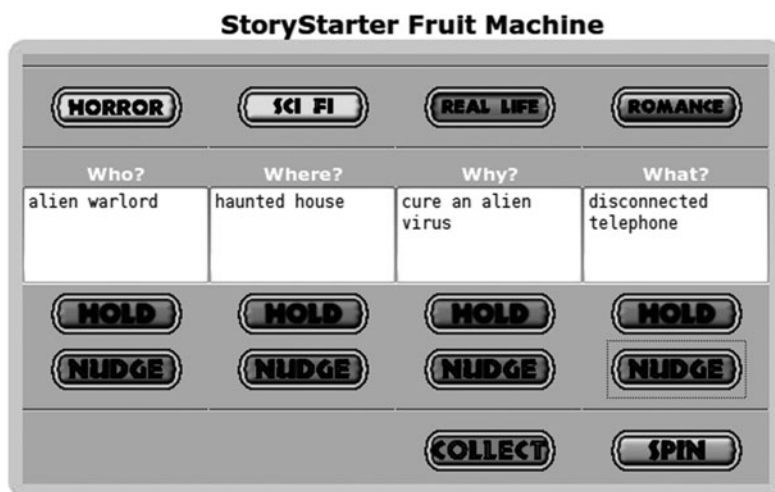 StoryStarter Fruit Machine
HORROR SCI FI REAL LIFE ROMANCE
Who? Where? Why? What?
alien warlord haunted house cure an alien disconnected
virus telephone
HOLD HOLD HOLD HOLD
NUDGE NUDGE NUDGE NUDGE
COLLECT SPIN